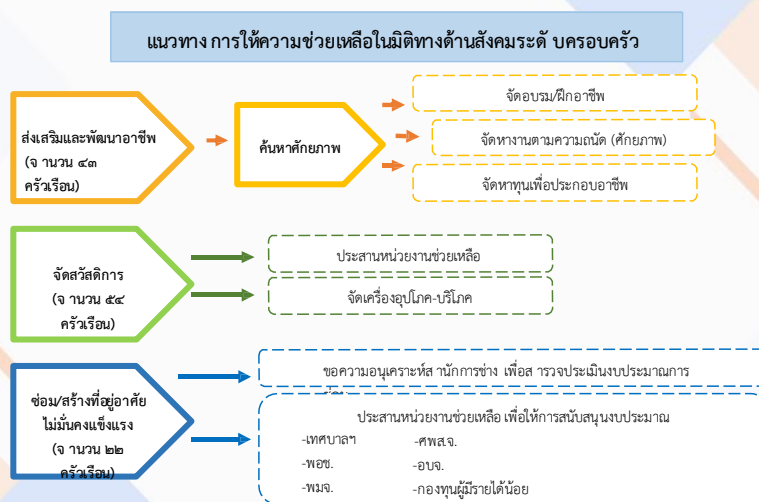 แนวทาง การให้ความช่วยเหลือในมิติทางด้านสังคมระดั บครอบครัว
ส่งเสริมและพัฒนาอาชีพ
(จ านวน ๔๓
ครัวเรือน)
ค้นหาศักยภาพ
จัดอบรม/ฝึกอาชีพ
จัดหางานตามความถนัด (ศักยภาพ)
จัดหาทุนเพื่อประกอบอาชีพ
จัดสวัสดิการ
(จ านวน ๕๔
ครัวเรือน)
ประสานหน่วยงานช่วยเหลือ
จัดเครื่องอุปโภค-บริโภค
ซ่อม/สร้างที่อยู่อาศัย
ไม่มั่นคงแข็งแรง
(จ านวน ๒๒
ครัวเรือน)
ขอความอนุเคราะห์ส านักการช่าง เพื่อส ารวจประเมินงบประมาณการ
ประสานหน่วยงานช่วยเหลือ เพื่อให้การสนับสนุนงบประมาณ
-เทศบาลฯ -ศพส.จ.
-พอช. -อบจ.
-พมจ. -กองทุนผู้มีรายได้น้อย